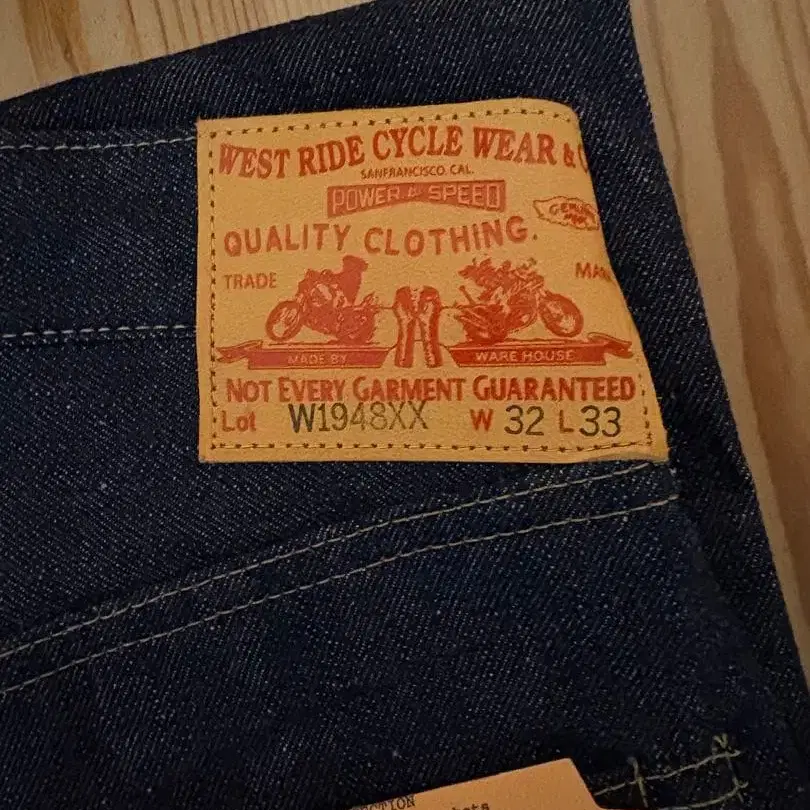 WEST RIDE CYCLE WEAR &
SANFRANCISCO. CAL.
POWER & SPEED
QUALITY CLOTHING.
TRADE
MADE BY WARE HOUSE
NOT EVERY GARMENT GUARANTEED
Lot W1948XX W 32 L 33